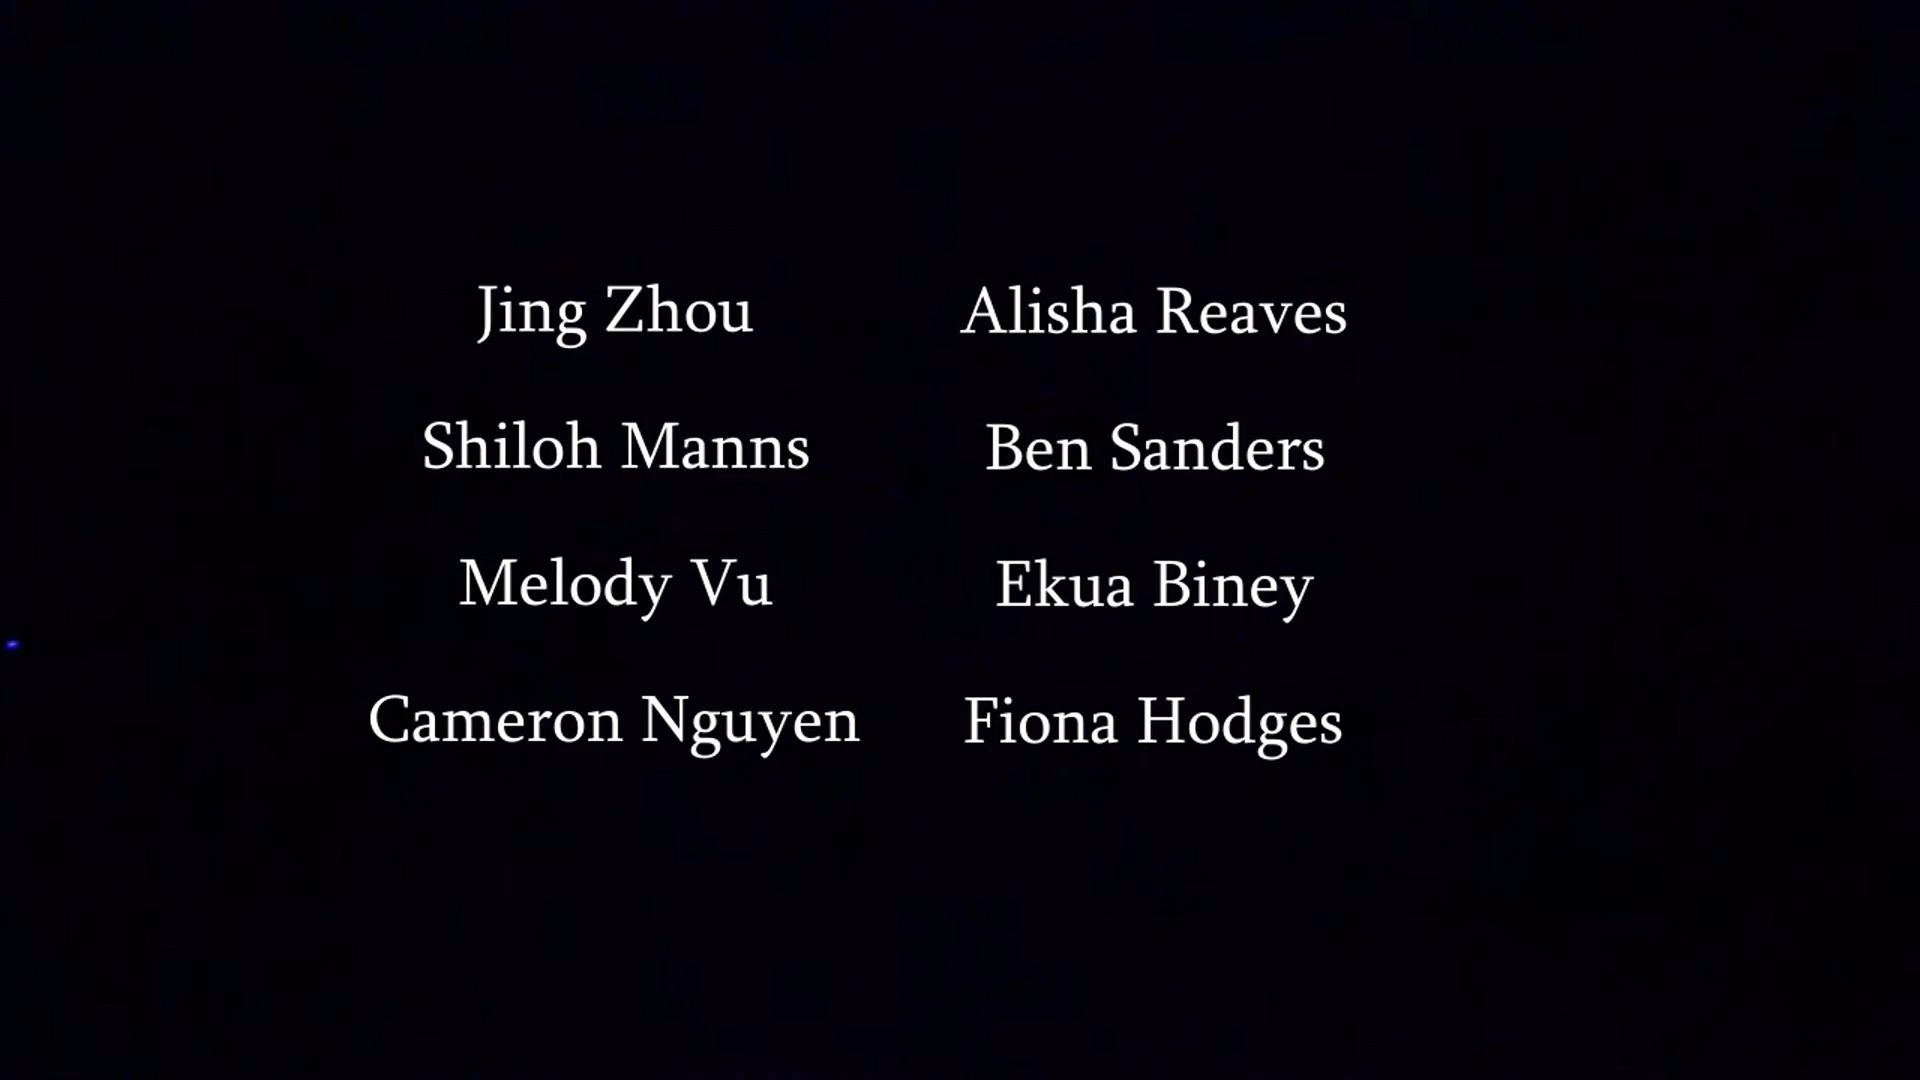 Jing Zhou Alisha Reaves
Shiloh Manns Ben Sanders
Melody Vu Ekua Biney
Cameron Nguyen Fiona Hodges